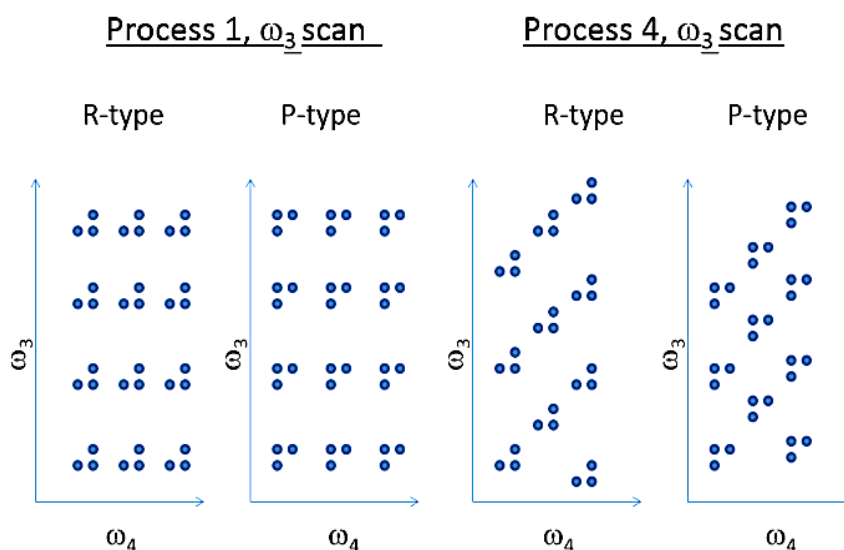 Process 1, ω3 scan
Process 4, ω3 scan
R-type
P-type
R-type
P-type
ω3
ω3
ω3
ω3
ω4
ω4
ω4
ω4